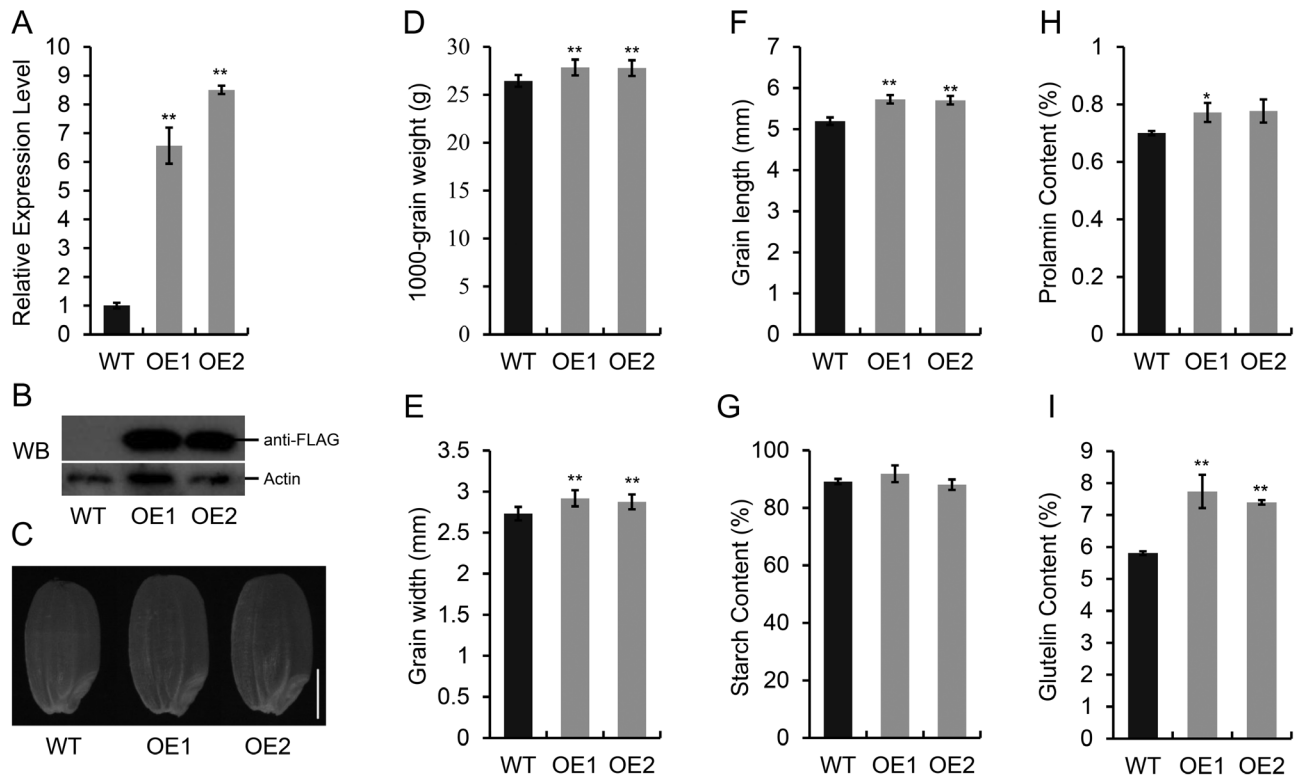 A
Relative Expression Level
10
9
8
7
6
5
4
3
2
1
0
**
**
WT OE1 OE2
B
WB
anti-FLAG
Actin
WT OE1 OE2
C
WT OE1 OE2
D
1000-grain weight (g)
30
25
20
15
10
5
0
** **
WT OE1 OE2
E
Grain width (mm)
3.5
3
2.5
2
1.5
1
0.5
0
** **
WT OE1 OE2
F
Grain length (mm)
7
6
5
4
3
2
1
0
** **
WT OE1 OE2
G
Starch Content (%)
100
80
60
40
20
0
WT OE1 OE2
H
Prolamin Content (%)
1
0.8
0.6
0.4
0.2
0
*
WT OE1 OE2
I
Glutelin Content (%)
9
8
7
6
5
4
3
2
1
0
**
**
WT OE1 OE2